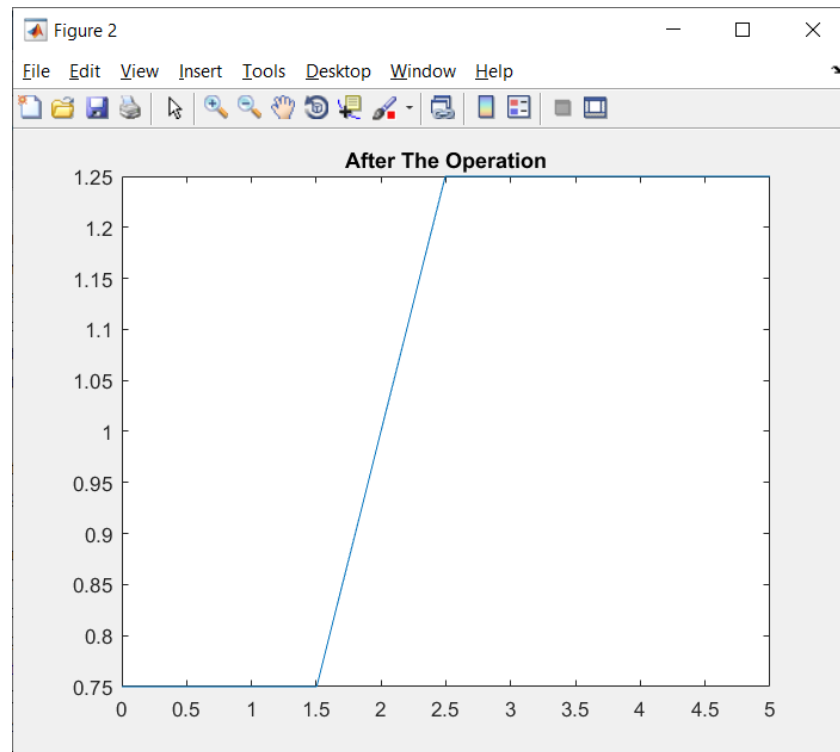 Figure 2
File Edit View Insert Tools Desktop Window Help
After The Operation
1.25
1.2
1.15
1.1
1.05
1
0.95
0.9
0.85
0.8
0.75
0 0.5 1 1.5 2 2.5 3 3.5 4 4.5 5